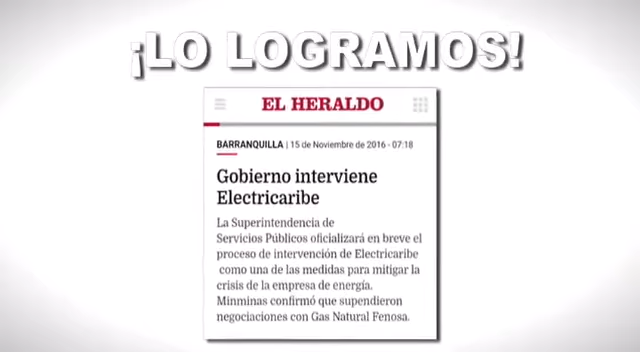 ¡LO LOGRAMOS!
EL HERALDO
BARRANQUILLA | 15 de Noviembre de 2016 - 07:18
Gobierno interviene
Electricaribe
La Superintendencia de
Servicios Públicos oficializará en breve el
proceso de intervención de Electricaribe
como una de las medidas para mitigar la
crisis de la empresa de energía.
Minminas confirmó que supendieron
negociaciones con Gas Natural Fenosa.